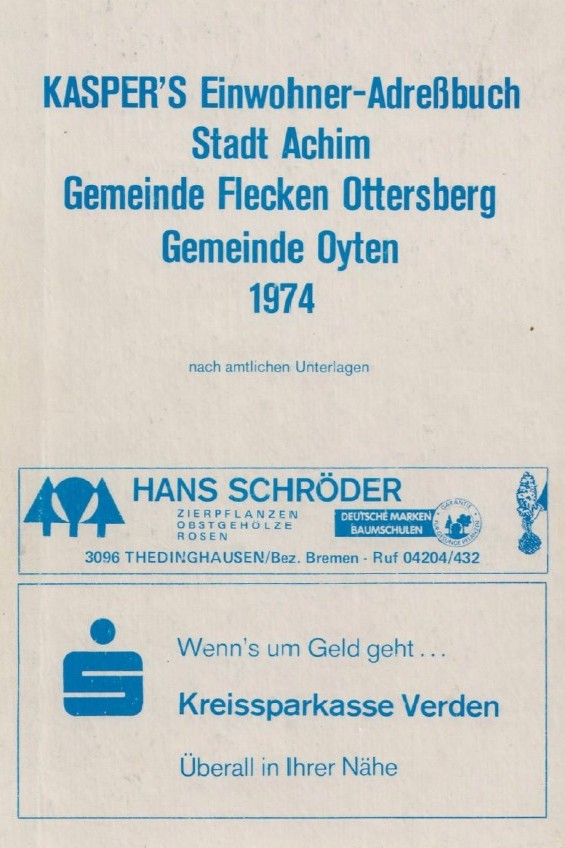 KASPER'S Einwohner-Adreßbuch
Stadt Achim
Gemeinde Flecken Ottersberg
Gemeinde Oyten
1974
nach amtlichen Unterlagen
HANS SCHRÖDER
ZIERPFLANZEN
OBSTGEHÖLZE
ROSEN
DEUTSCHE MARKEN
BAUMSCHULEN
GARANTIE
3096 THEDINGHAUSEN/Bez. Bremen - Ruf 04204/432
Wenn's um Geld geht...
Kreissparkasse Verden
Überall in Ihrer Nähe